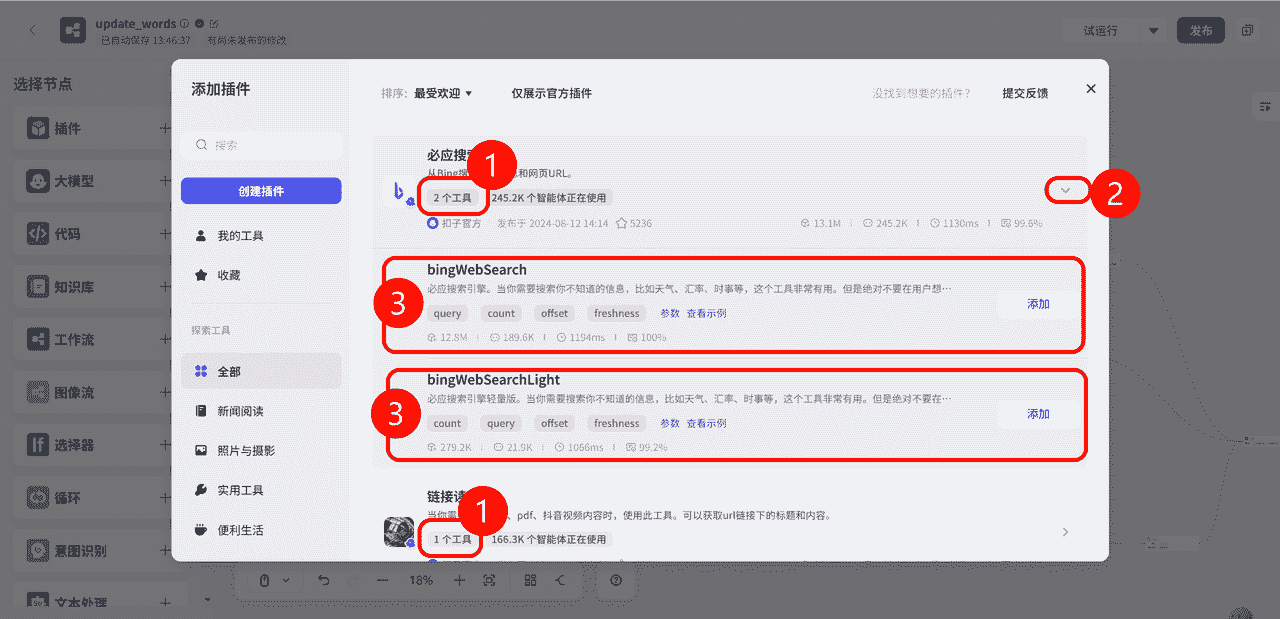 update_words
已自动保存 13:46:37 有尚未发布的修改
试运行
发布
选择节点
插件
大模型
代码
知识库
工作流
图像流
选择器
循环
意图识别
文本处理
添加插件
搜索
创建插件
我的工具
收藏
探索工具
全部
新闻阅读
照片与摄影
实用工具
便利生活
排序: 最受欢迎
仅展示官方插件
没找到想要的插件?
提交反馈
必应搜
1
从Bing搜 和网页URL。
2 个工具 245.2K 个智能体正在使用
2
扣子官方 发布于 2024-08-12 14:14 5236
13.1M 245.2K 1130ms 99.6%
bingWebSearch
3
必应搜索引擎。当你需要搜索你不知道的信息，比如天气、汇率、时事等，这个工具非常有用。但是绝对不要在用户想…
query count offset freshness 参数 查看示例
添加
12.8M 189.6K 1194ms 100%
bingWebSearchLight
3
必应搜索引擎轻量版。当你需要搜索你不知道的信息，比如天气、汇率、时事等，这个工具非常有用。但是绝对不要在…
count query offset freshness 参数 查看示例
添加
279.2K 21.9K 1066ms 99.2%
链接读
1
当你需 、pdf、抖音视频内容时，使用此工具。可以获取url链接下的标题和内容。
1 个工具 166.3K 个智能体正在使用
18%